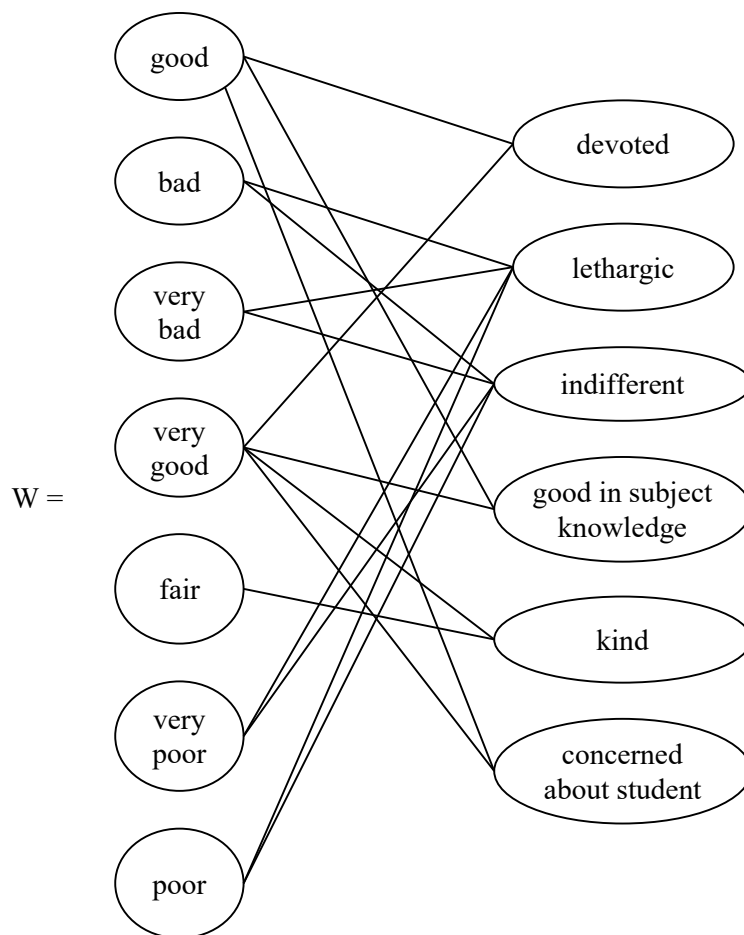 good
bad
very
bad
very
good
W =
fair
very
poor
poor
devoted
lethargic
indifferent
good in subject
knowledge
kind
concerned
about student